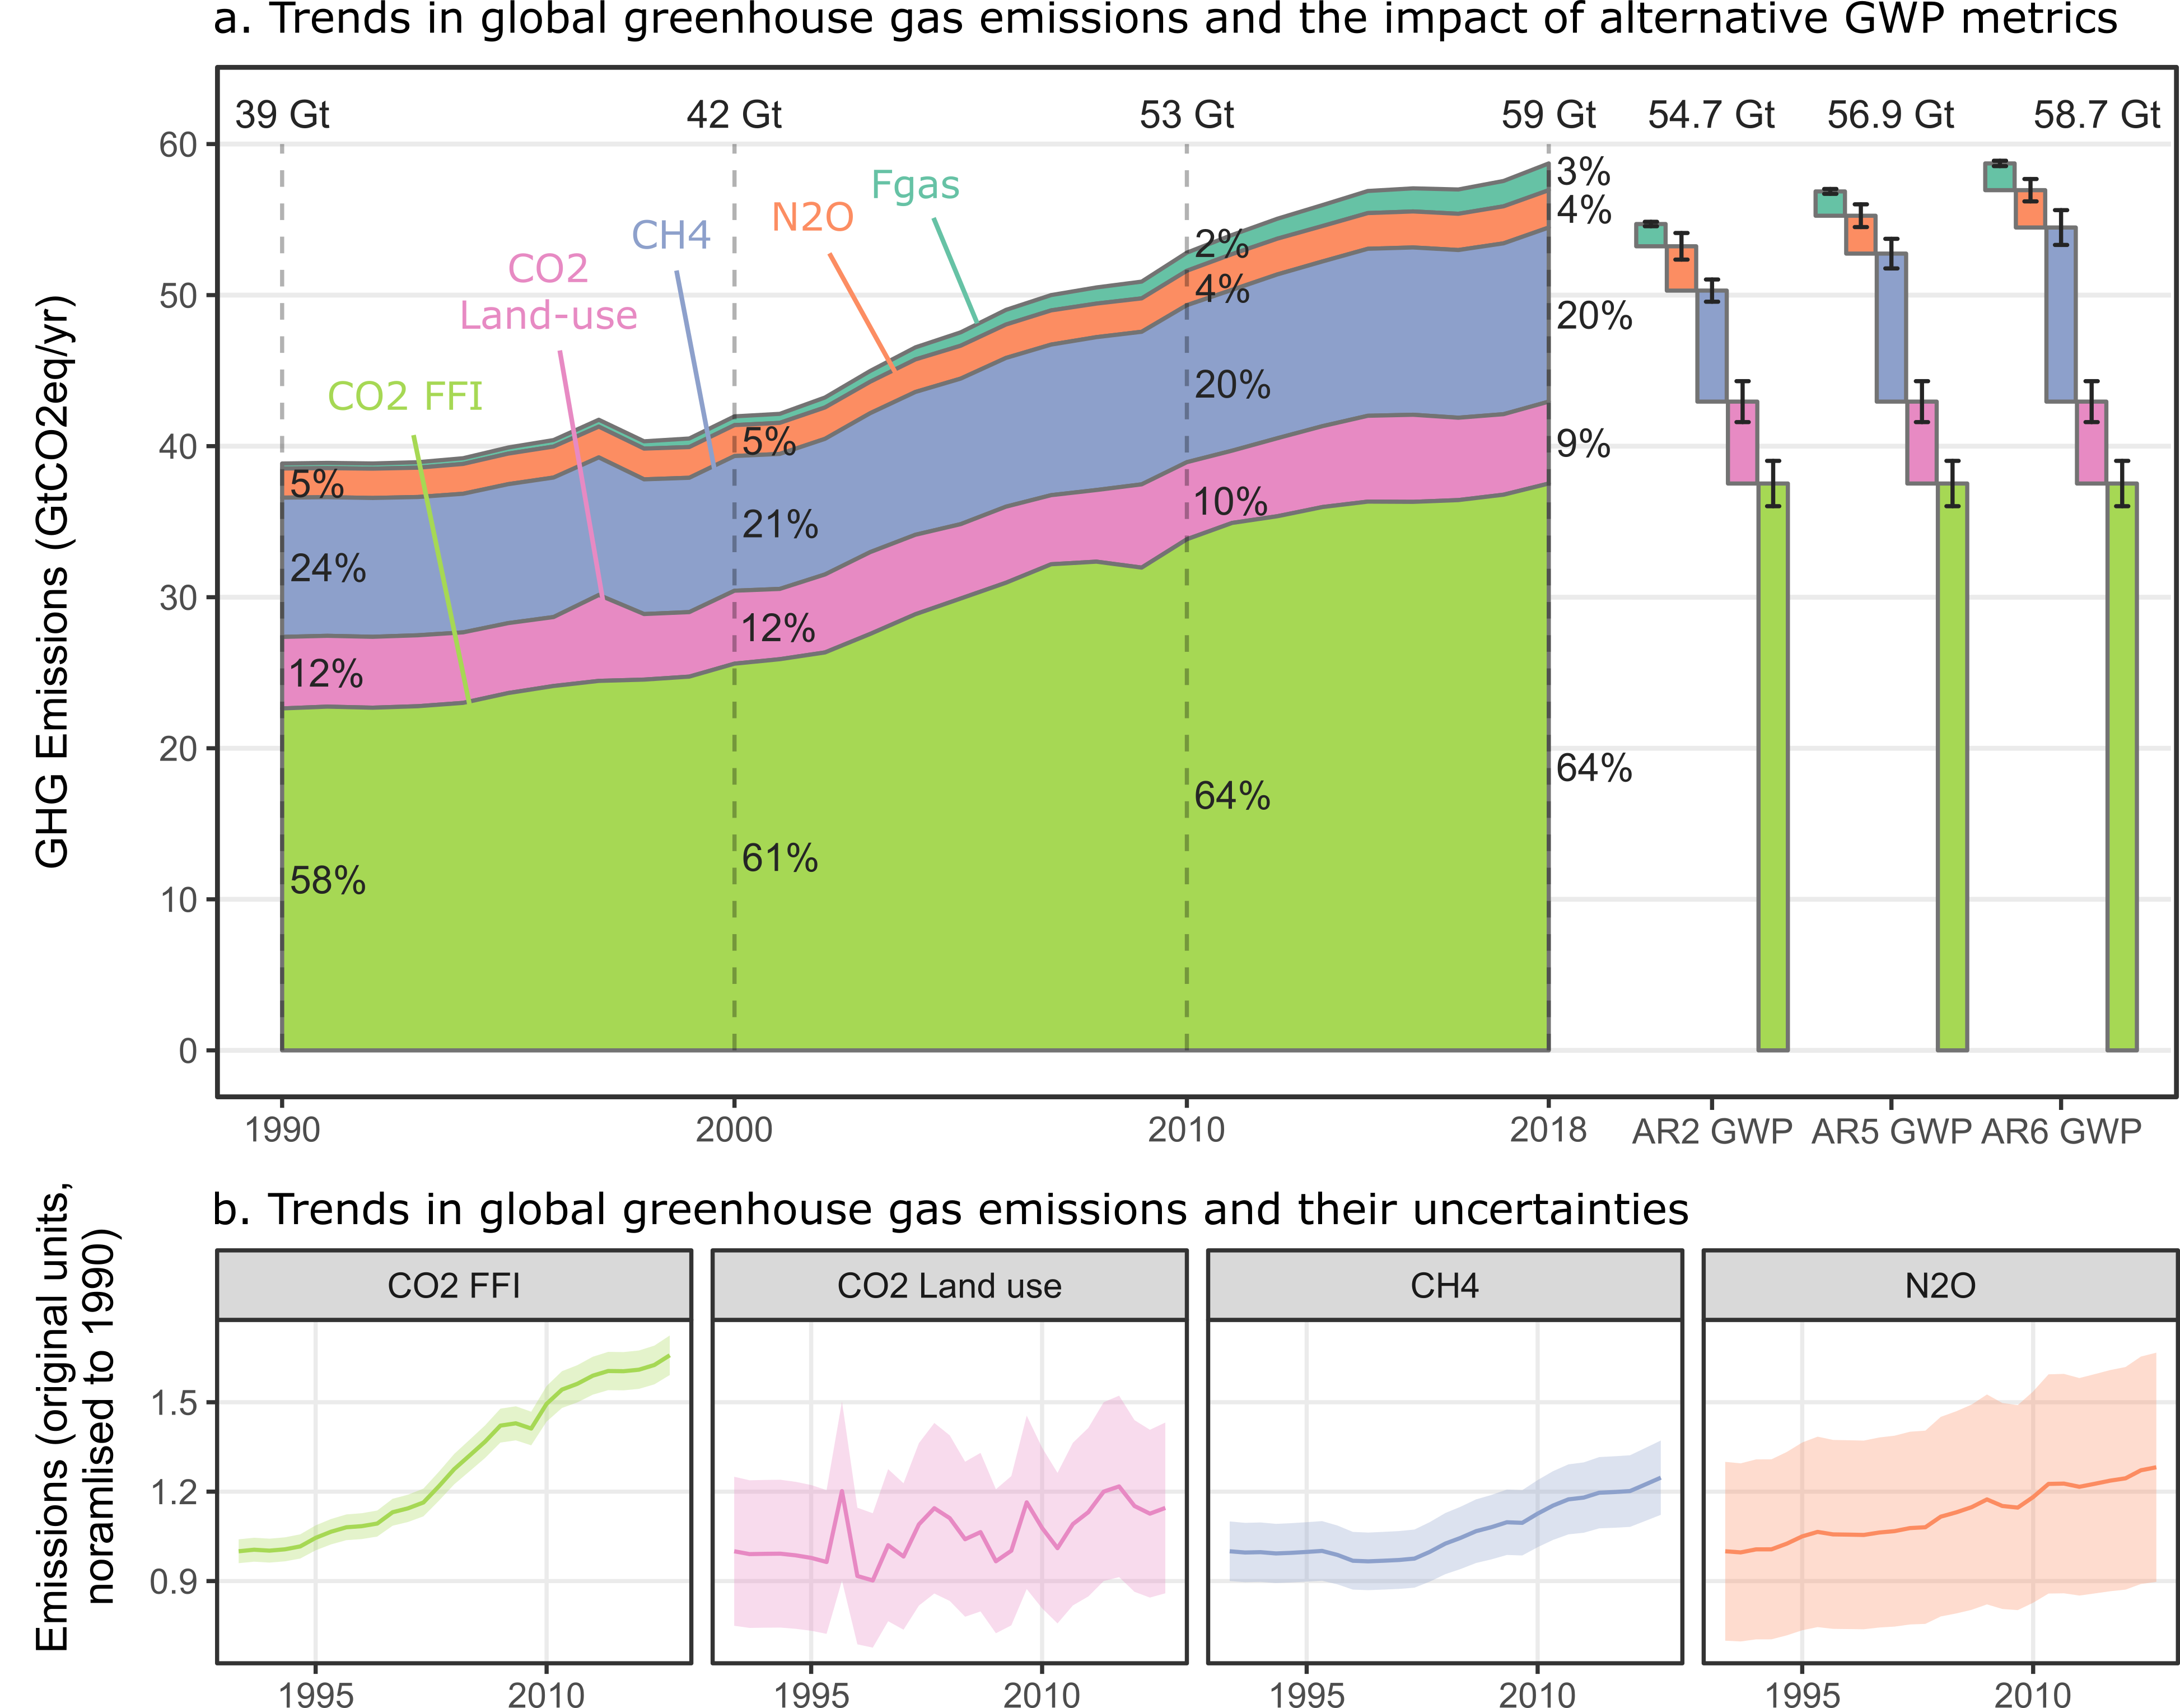 a. Trends in global greenhouse gas emissions and the impact of alternative GWP metrics
39 Gt
42 Gt
53 Gt
59 Gt
54.7 Gt
56.9 Gt
58.7 Gt
GHG Emissions (GtCO2eq/yr)
60
50
40
30
20
10
0
CO2 FFI
CO2
Land-use
CH4
N2O
Fgas
5%
24%
12%
58%
5%
21%
12%
61%
2%
4%
20%
10%
64%
3%
4%
20%
9%
64%
1990
2000
2010
2018
AR2 GWP
AR5 GWP
AR6 GWP
b. Trends in global greenhouse gas emissions and their uncertainties
Emissions (original units,
noramlised to 1990)
CO2 FFI
CO2 Land use
CH4
N2O
1.5
1.2
0.9
1995
2010
1995
2010
1995
2010
1995
2010